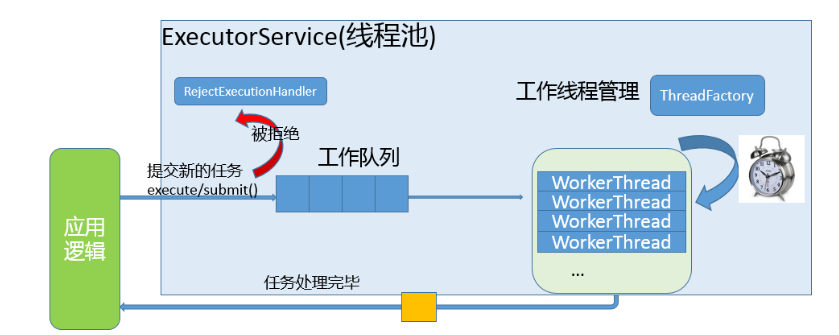 ExecutorService(线程池)
RejectExecutionHandler
工作线程管理
ThreadFactory
被拒绝
工作队列
提交新的任务
execute/submit()
应用
逻辑
WorkerThread
WorkerThread
WorkerThread
WorkerThread
...
任务处理完毕